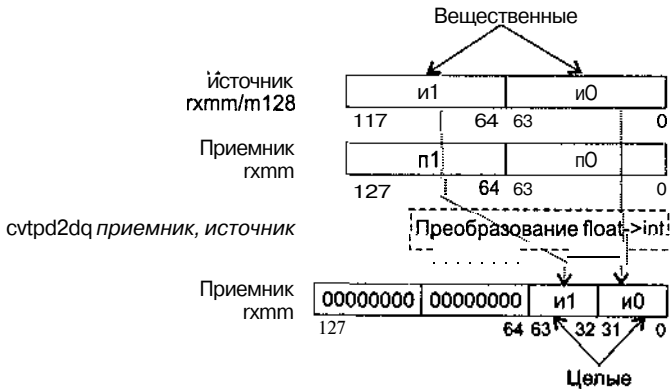 Вещественные
источник
rxmm/m128
и1 и0
117 64 63 0
Приемник
rxmm
п1 п0
127 64 63 0
cvtpd2dq приемник, источник
Преобразование float->int
Приемник
rxmm
00000000 00000000 и1 и0
127 64 63 32 31 0
Целые